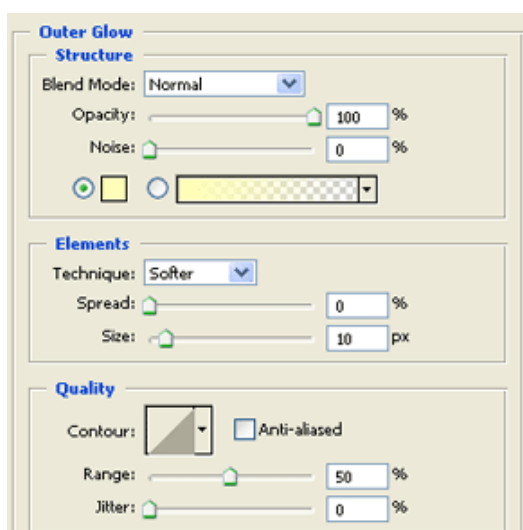 Outer Glow
Structure
Blend Mode: Normal
Opacity: 100 %
Noise: 0 %
Elements
Technique: Softer
Spread: 0 %
Size: 10 px
Quality
Contour: Anti-aliased
Range: 50 %
Jitter: 0 %